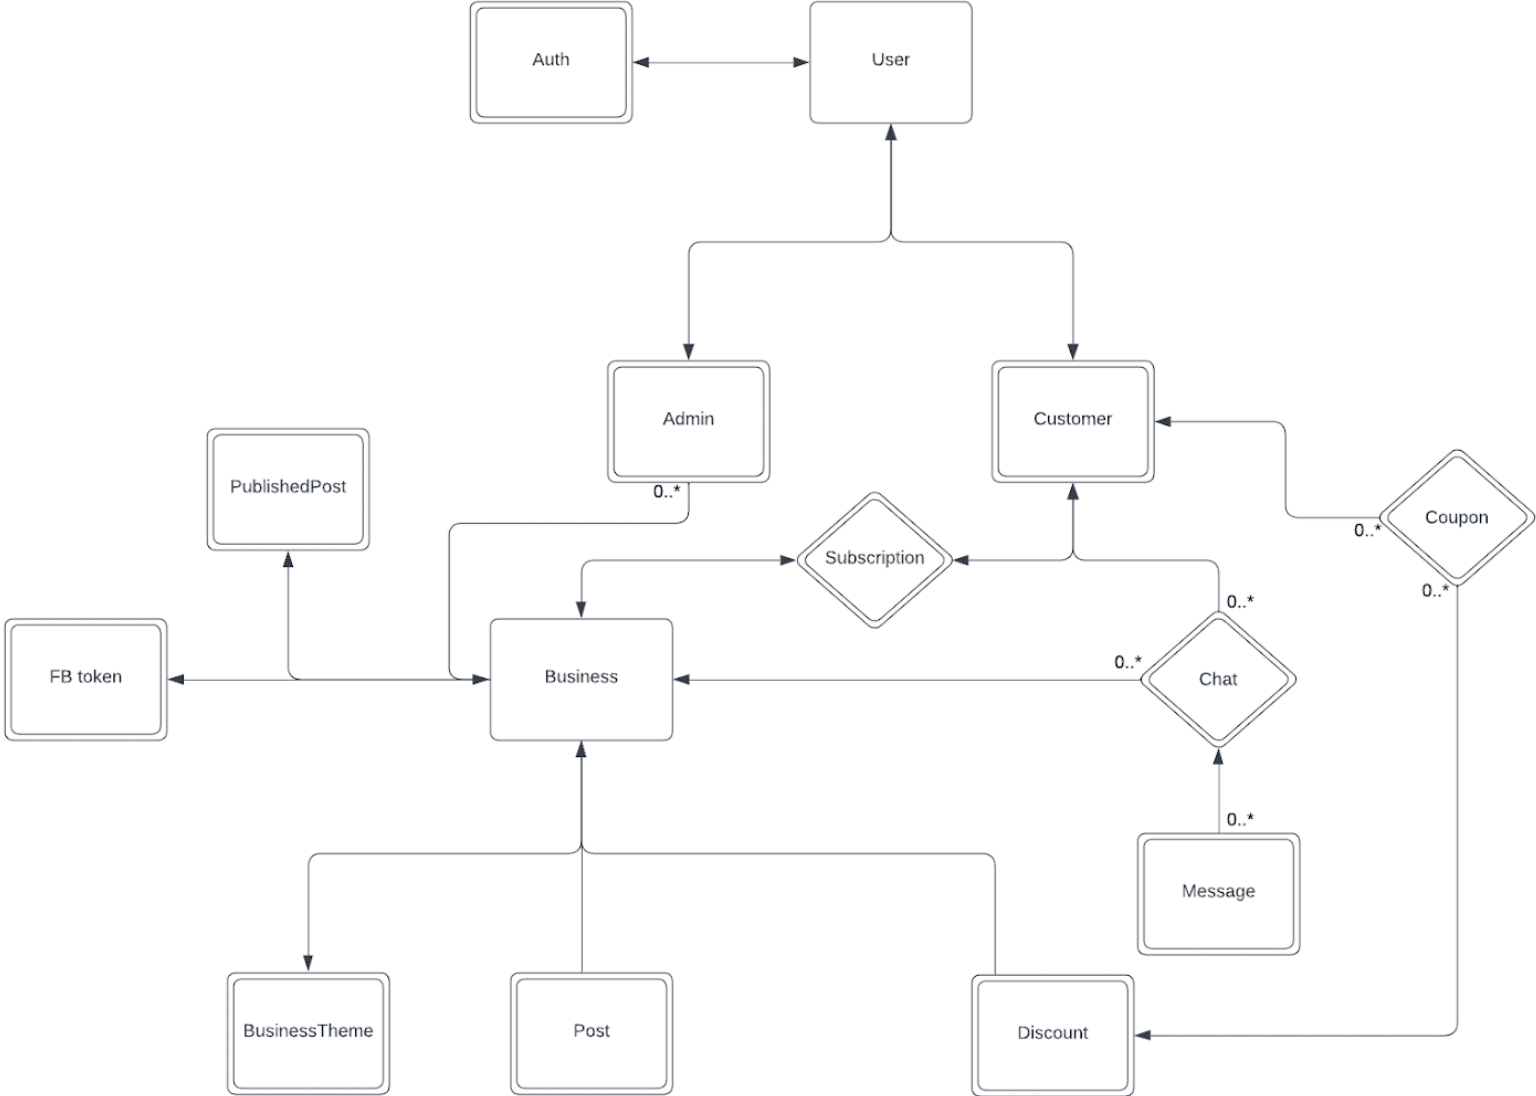 Auth
User
Admin
Customer
0..*
PublishedPost
Subscription
Coupon
0..*
0..*
0..*
FB token
Business
0..*
Chat
0..*
Message
BusinessTheme
Post
Discount